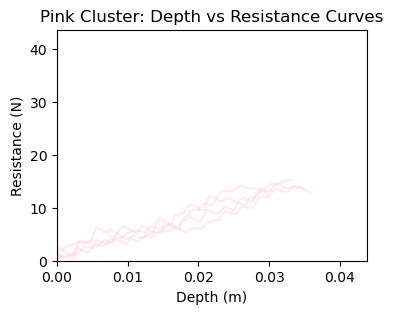 Pink Cluster: Depth vs Resistance Curves
Resistance (N)
40
30
20
10
0
0.00 0.01 0.02 0.03 0.04
Depth (m)